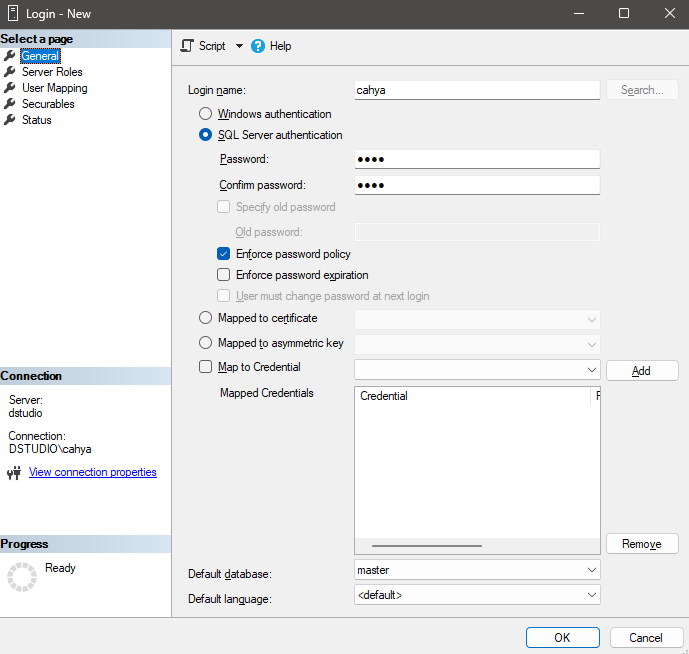 Login - New
Select a page
General
Server Roles
User Mapping
Securables
Status
Connection
Server:
dstudio
Connection:
DSTUDIO\cahya
View connection properties
Progress
Ready
Script
Help
Login name:
cahya
Search...
Windows authentication
SQL Server authentication
Password:
●●●●
Confirm password:
●●●●
Specify old password
Old password:
Enforce password policy
Enforce password expiration
User must change password at next login
Mapped to certificate
Mapped to asymmetric key
Map to Credential
Add
Mapped Credentials
Credential
Remove
Default database:
master
Default language:
<default>
OK
Cancel